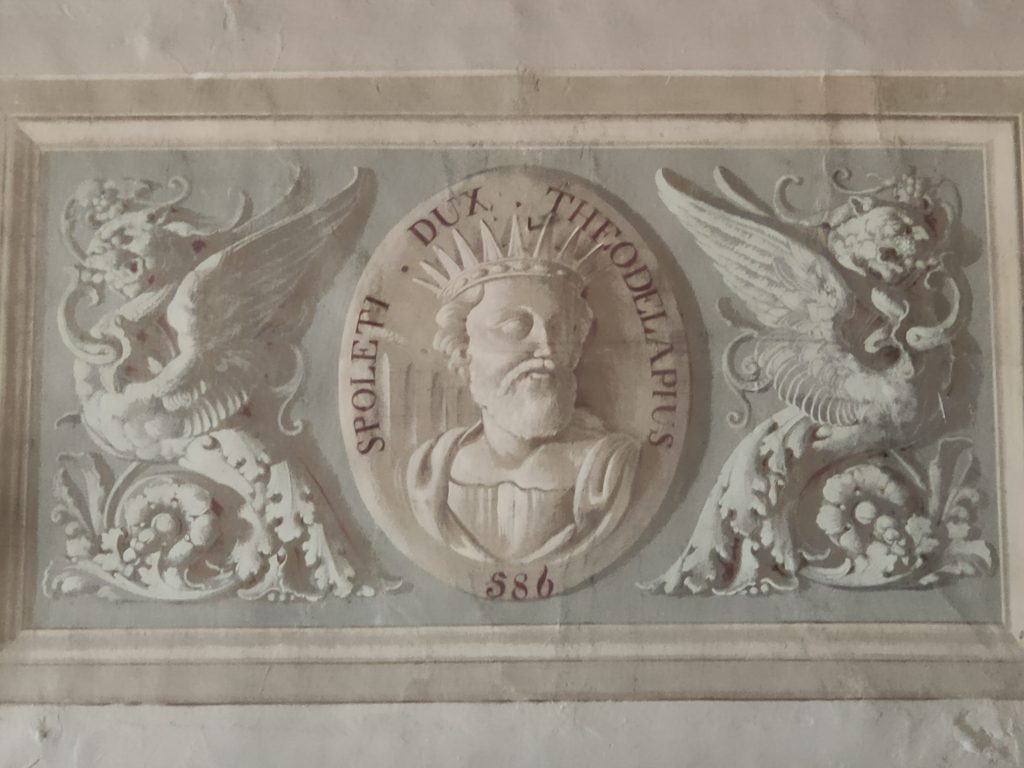 SPOLETI · DUX · THEODELAPIUS
586